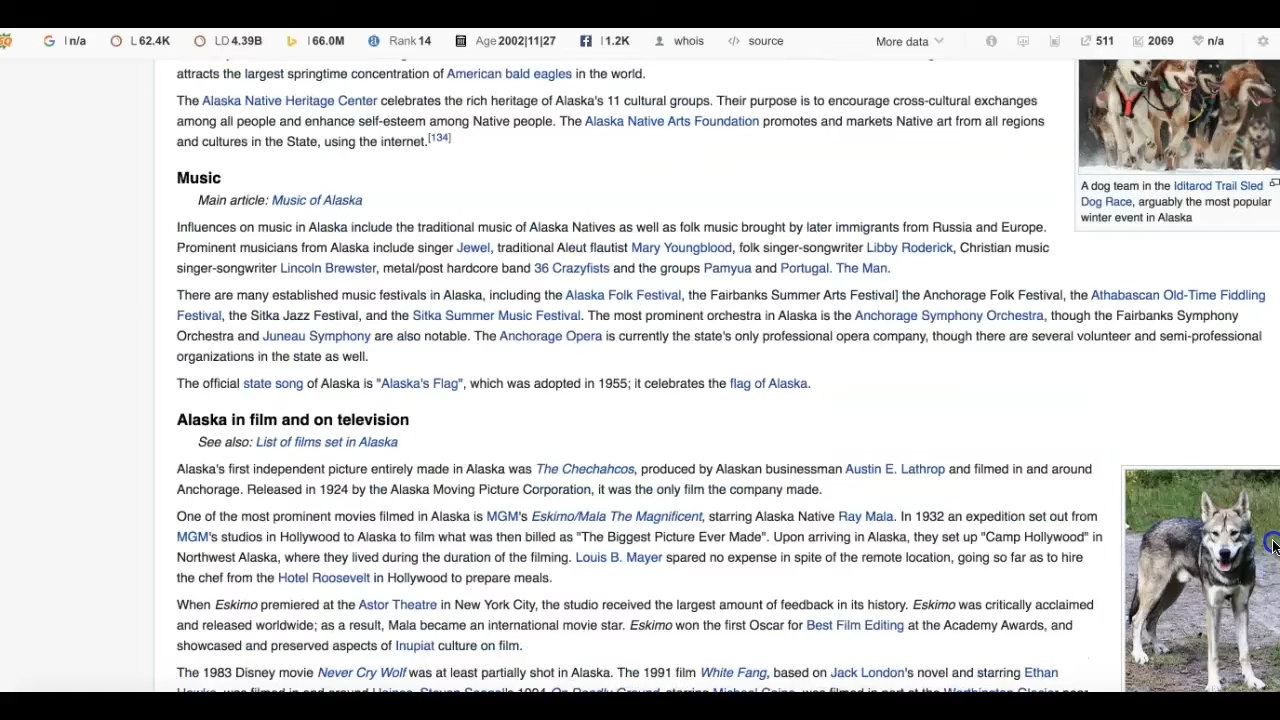 I n/a L 62.4K LD 4.39B I 66.0M Rank 14 Age 2002|11|27 I 1.2K whois source More data 511 2069 n/a
attracts the largest springtime concentration of American bald eagles in the world.
The Alaska Native Heritage Center celebrates the rich heritage of Alaska's 11 cultural groups. Their purpose is to encourage cross-cultural exchanges
among all people and enhance self-esteem among Native people. The Alaska Native Arts Foundation promotes and markets Native art from all regions
and cultures in the State, using the internet.[134]
A dog team in the Iditarod Trail Sled
Dog Race, arguably the most popular
winter event in Alaska
Music
Main article: Music of Alaska
Influences on music in Alaska include the traditional music of Alaska Natives as well as folk music brought by later immigrants from Russia and Europe.
Prominent musicians from Alaska include singer Jewel, traditional Aleut flautist Mary Youngblood, folk singer-songwriter Libby Roderick, Christian music
singer-songwriter Lincoln Brewster, metal/post hardcore band 36 Crazyfists and the groups Pamyua and Portugal. The Man.
There are many established music festivals in Alaska, including the Alaska Folk Festival, the Fairbanks Summer Arts Festival] the Anchorage Folk Festival, the Athabascan Old-Time Fiddling
Festival, the Sitka Jazz Festival, and the Sitka Summer Music Festival. The most prominent orchestra in Alaska is the Anchorage Symphony Orchestra, though the Fairbanks Symphony
Orchestra and Juneau Symphony are also notable. The Anchorage Opera is currently the state's only professional opera company, though there are several volunteer and semi-professional
organizations in the state as well.
The official state song of Alaska is "Alaska's Flag", which was adopted in 1955; it celebrates the flag of Alaska.
Alaska in film and on television
See also: List of films set in Alaska
Alaska's first independent picture entirely made in Alaska was The Chechahcos, produced by Alaskan businessman Austin E. Lathrop and filmed in and around
Anchorage. Released in 1924 by the Alaska Moving Picture Corporation, it was the only film the company made.
One of the most prominent movies filmed in Alaska is MGM's Eskimo/Mala The Magnificent, starring Alaska Native Ray Mala. In 1932 an expedition set out from
MGM's studios in Hollywood to Alaska to film what was then billed as "The Biggest Picture Ever Made". Upon arriving in Alaska, they set up "Camp Hollywood" in
Northwest Alaska, where they lived during the duration of the filming. Louis B. Mayer spared no expense in spite of the remote location, going so far as to hire
the chef from the Hotel Roosevelt in Hollywood to prepare meals.
When Eskimo premiered at the Astor Theatre in New York City, the studio received the largest amount of feedback in its history. Eskimo was critically acclaimed
and released worldwide; as a result, Mala became an international movie star. Eskimo won the first Oscar for Best Film Editing at the Academy Awards, and
showcased and preserved aspects of Inupiat culture on film.
The 1983 Disney movie Never Cry Wolf was at least partially shot in Alaska. The 1991 film White Fang, based on Jack London's novel and starring Ethan